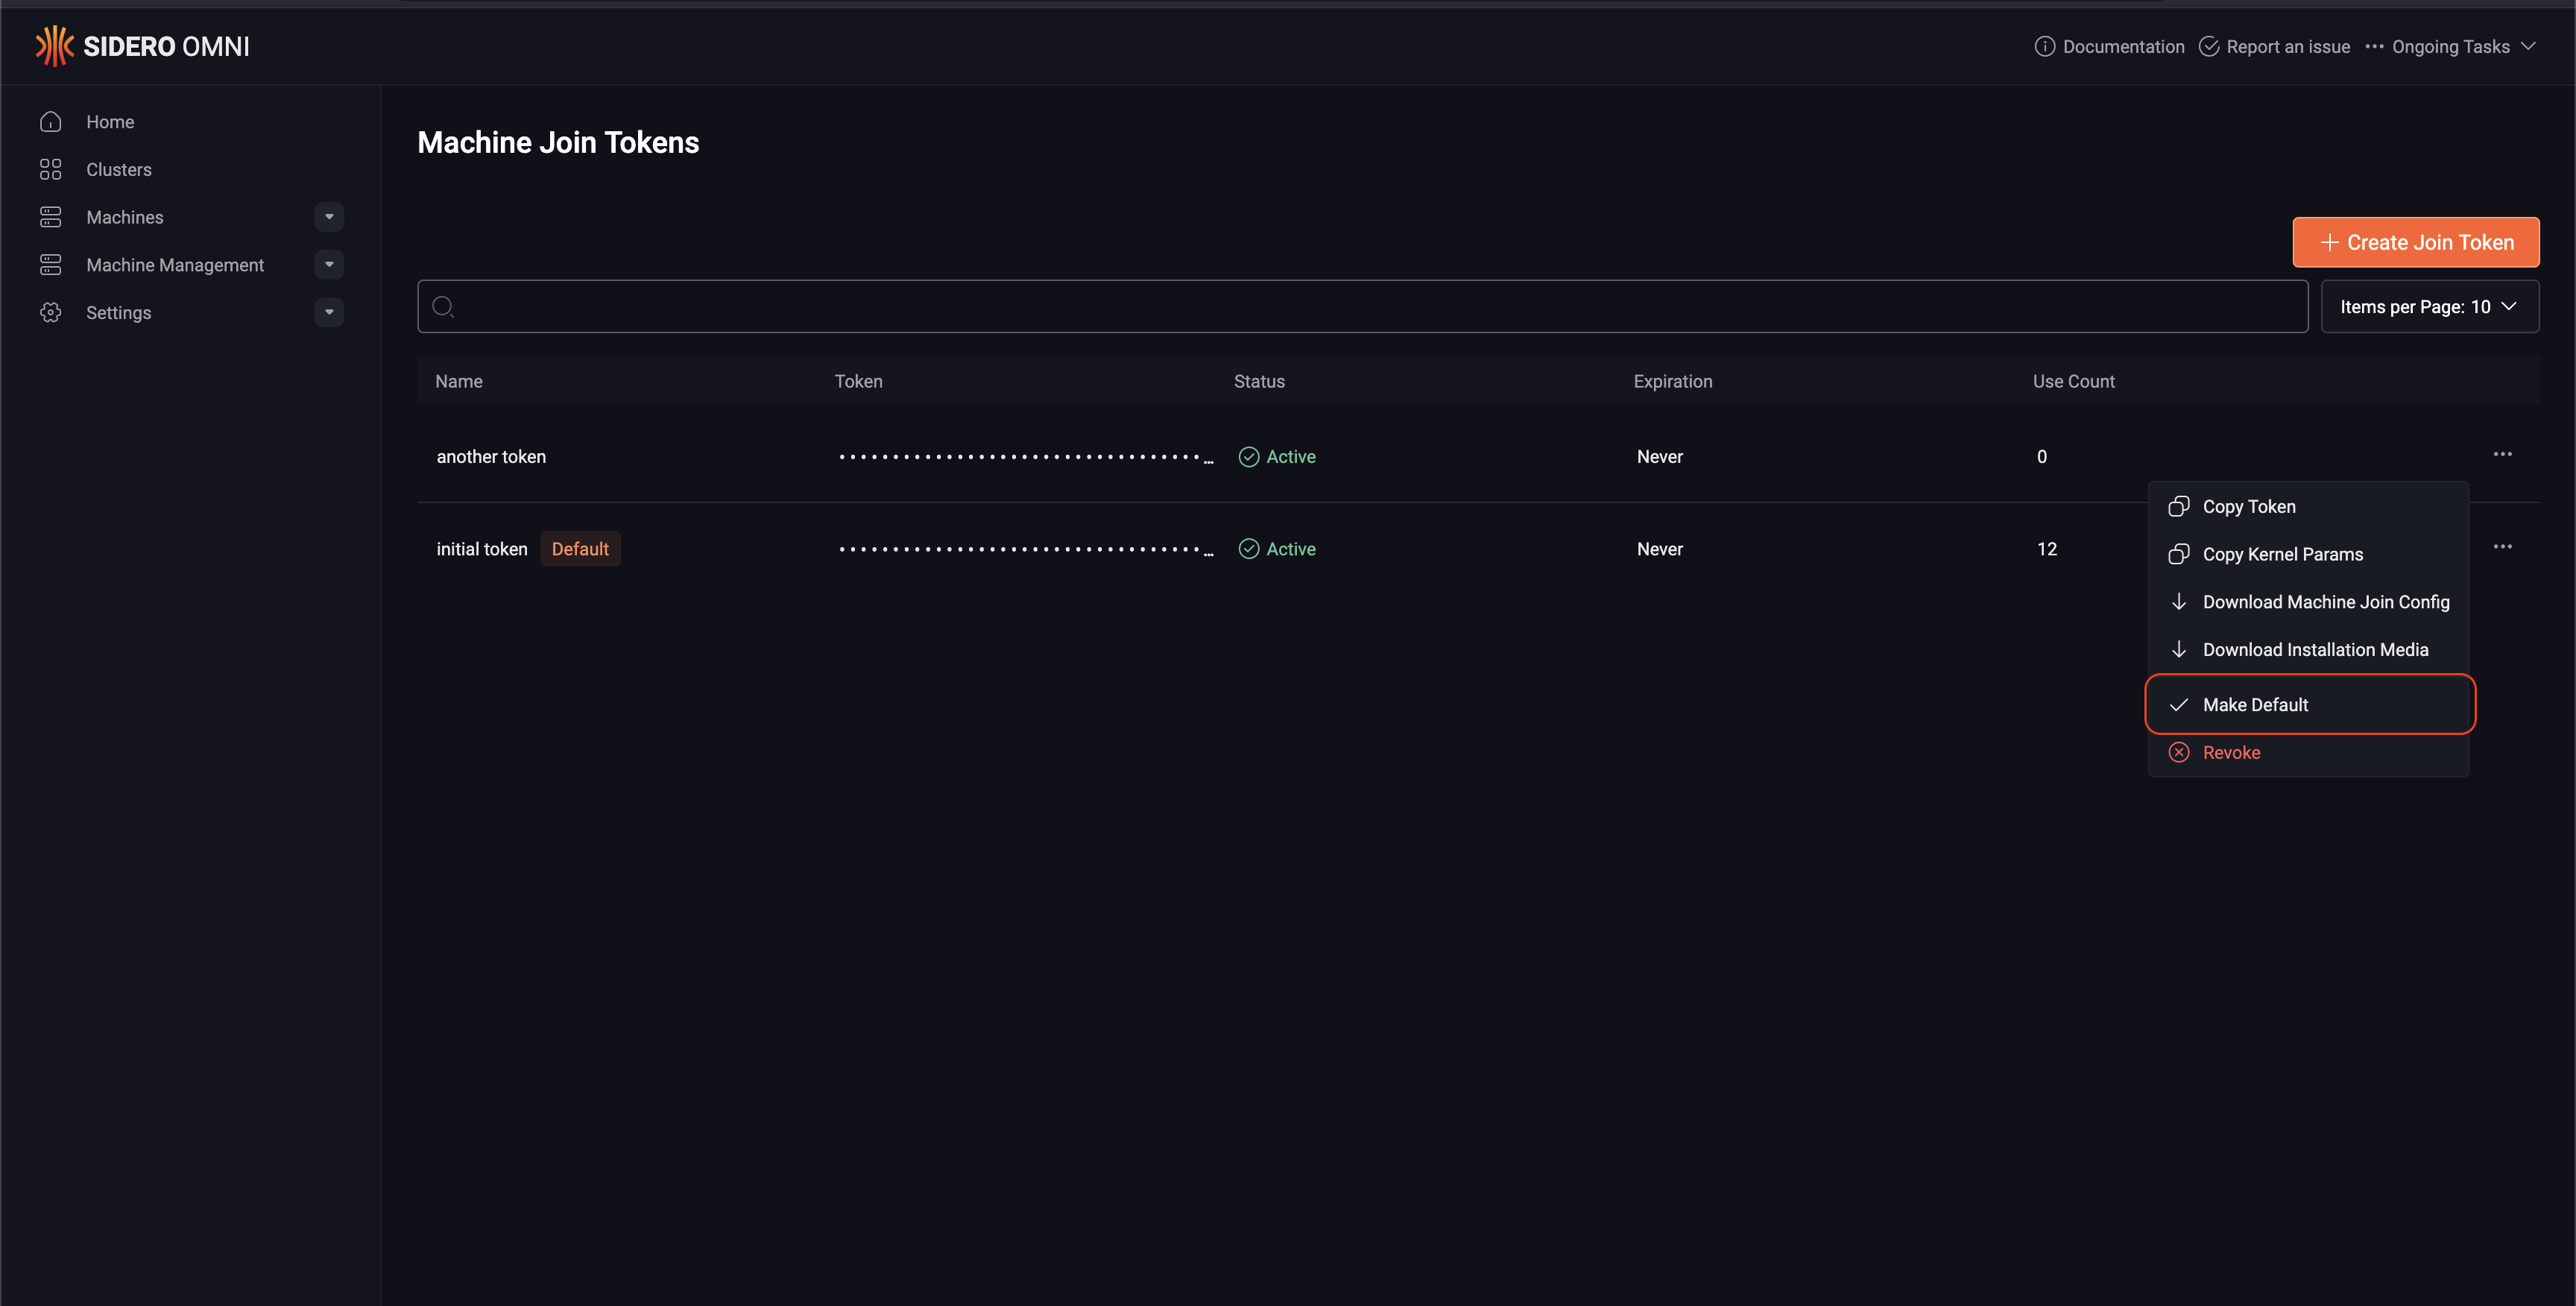 SIDERO OMNI
Documentation Report an issue Ongoing Tasks
Home
Clusters
Machines
Machine Management
Settings
Machine Join Tokens
Create Join Token
Items per Page: 10
Name Token Status Expiration Use Count
another token Active Never 0
initial token Default Active Never 12
Copy Token
Copy Kernel Params
Download Machine Join Config
Download Installation Media
Make Default
Revoke